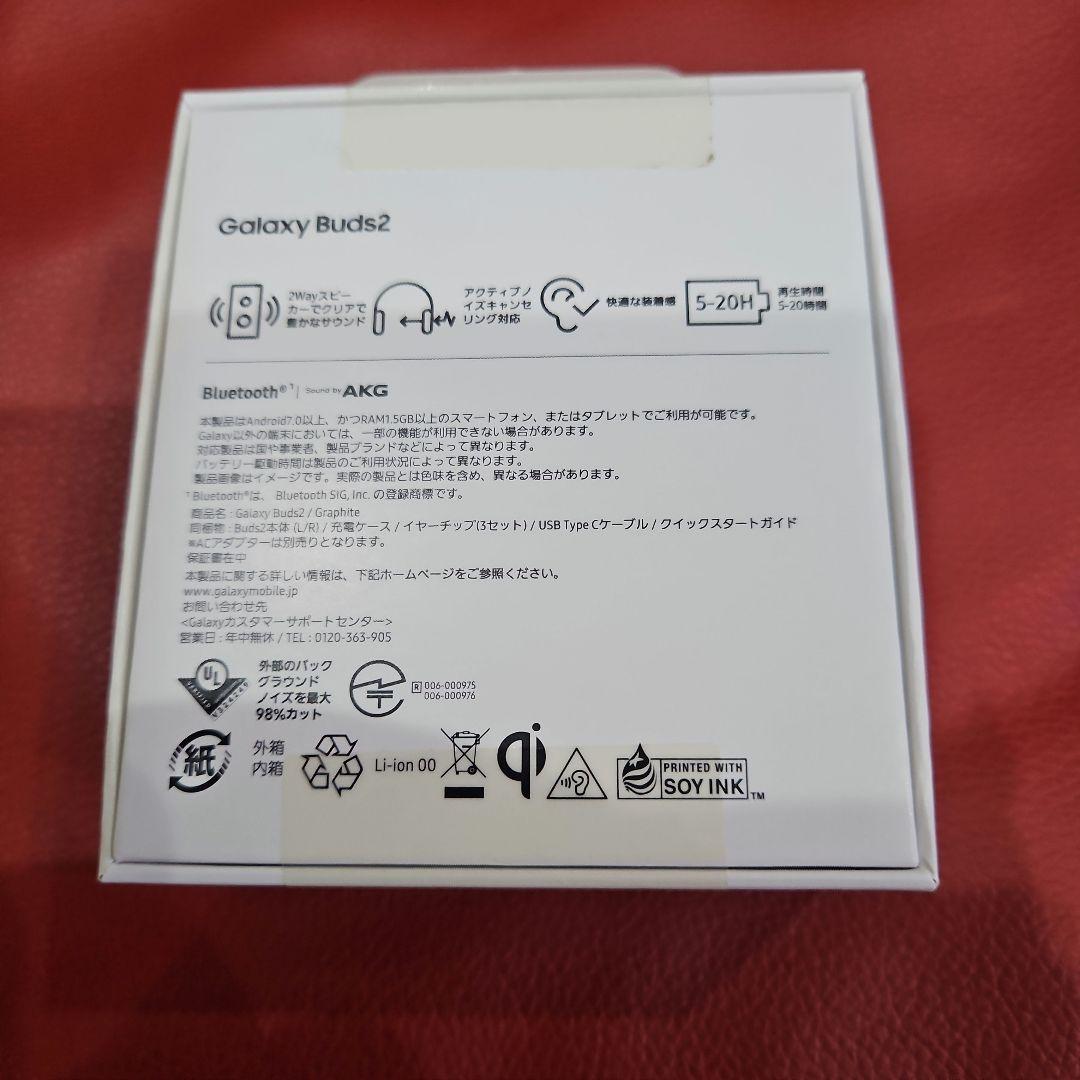 Galaxy Buds2
2Wayスピー
カーでクリアで
豊かなサウンド
アクティブノ
イズキャンセ
リング対応
快適な装着感
5-20H
再生時間
5-20時間
Bluetooth®¹ | Sound by AKG
本製品はAndroid7.0以上、かつRAM1.5GB以上のスマートフォン、またはタブレットでご利用が可能です。
Galaxy以外の端末においては、一部の機能が利用できない場合があります。
対応製品は国や事業者、製品ブランドなどによって異なります。
バッテリー駆動時間は製品のご利用状況によって異なります。
製品画像はイメージです。実際の製品とは色味を含め、異なる場合があります。
¹ Bluetooth®は、Bluetooth SIG, Inc. の登録商標です。
商品名 : Galaxy Buds2 / Graphite
同梱物 : Buds2本体 (L/R) / 充電ケース / イヤーチップ(3セット) / USB Type Cケーブル / クイックスタートガイド
※ACアダプターは別売りとなります。
保証書在中
本製品に関する詳しい情報は、下記ホームページをご参照ください。
www.galaxymobile.jp
お問い合わせ先
<Galaxyカスタマーサポートセンター>
営業日 : 年中無休 / TEL : 0120-363-905
UL
外部のバック
グラウンド
ノイズを最大
98%カット
R 006-000975
006-000976
紙
外箱
内箱
Li-ion 00
qi
PRINTED WITH
SOY INK™